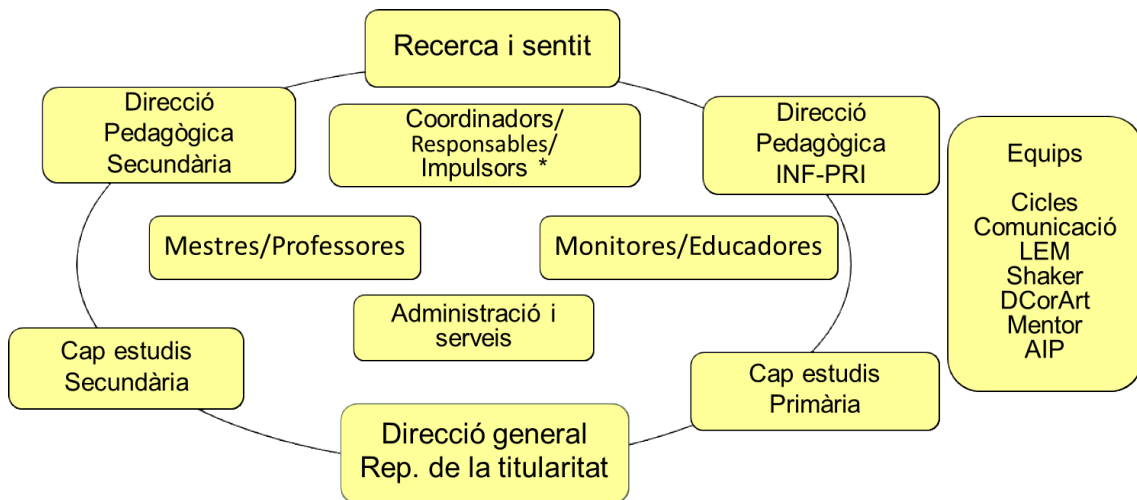 Recerca i sentit
Direcció
Pedagògica
Secundària
Coordinadors/
Responsables/
Impulsors *
Direcció
Pedagògica
INF-PRI
Equips
Cicles
Comunicació
LEM
Shaker
DCorArt
Mentor
AIP
Mestres/Professores
Monitores/Educadores
Administració i
serveis
Cap estudis
Secundària
Cap estudis
Primària
Direcció general
Rep. de la titularitat